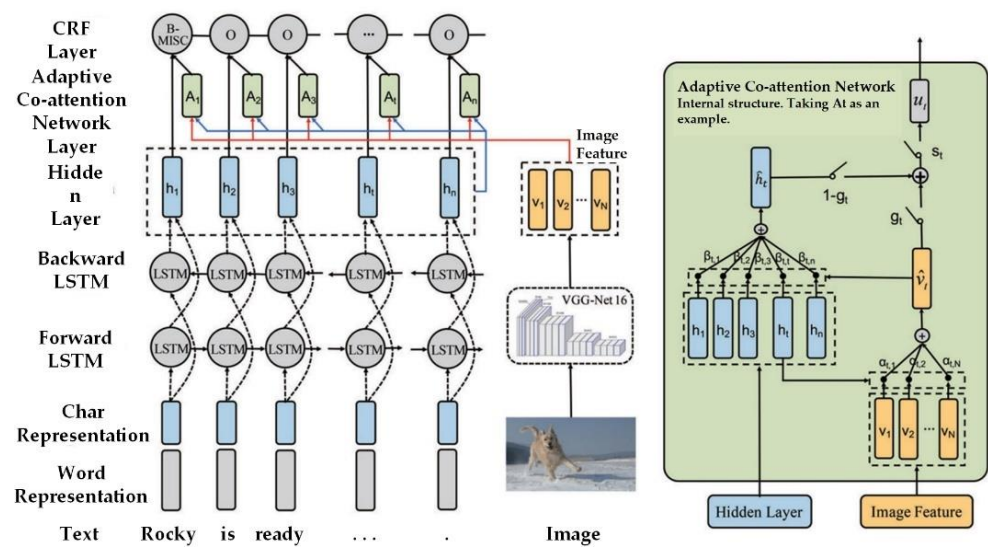 CRF
Layer
B-
MISC
O
O
...
O
Adaptive
Co-attention
Network
Layer
A1
A2
A3
At
An
Image
Feature
Hidde
n
Layer
h1
h2
h3
ht
hn
v1
v2
...
vN
Backward
LSTM
LSTM
LSTM
LSTM
LSTM
LSTM
VGG-Net 16
Forward
LSTM
LSTM
LSTM
LSTM
LSTM
LSTM
Char
Representation
Word
Representation
Text
Rocky
is
ready
. . .
.
Image
Adaptive Co-attention Network
Internal structure. Taking At as an
example.
ut
st
ĥt
1-gt
gt
βt,1
βt,2
βt,3
βt,t
βt,n
v̂t
h1
h2
h3
ht
hn
αt,1
αt,2
αt,N
v1
v2
...
vN
Hidden Layer
Image Feature